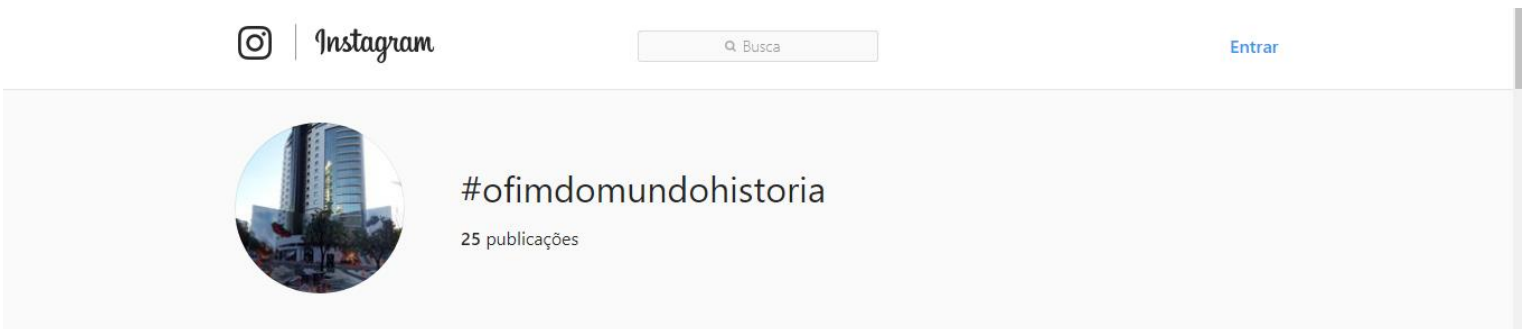 Instagram
Busca
Entrar
#ofimdomundohistoria
25 publicações